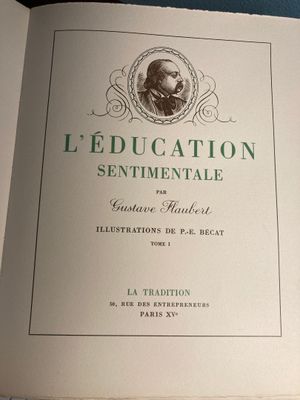 L'ÉDUCATION
SENTIMENTALE
PAR
Gustave Flaubert
ILLUSTRATIONS DE P.-E. BÉCAT
TOME I
LA TRADITION
50, RUE DES ENTREPRENEURS
PARIS XVe